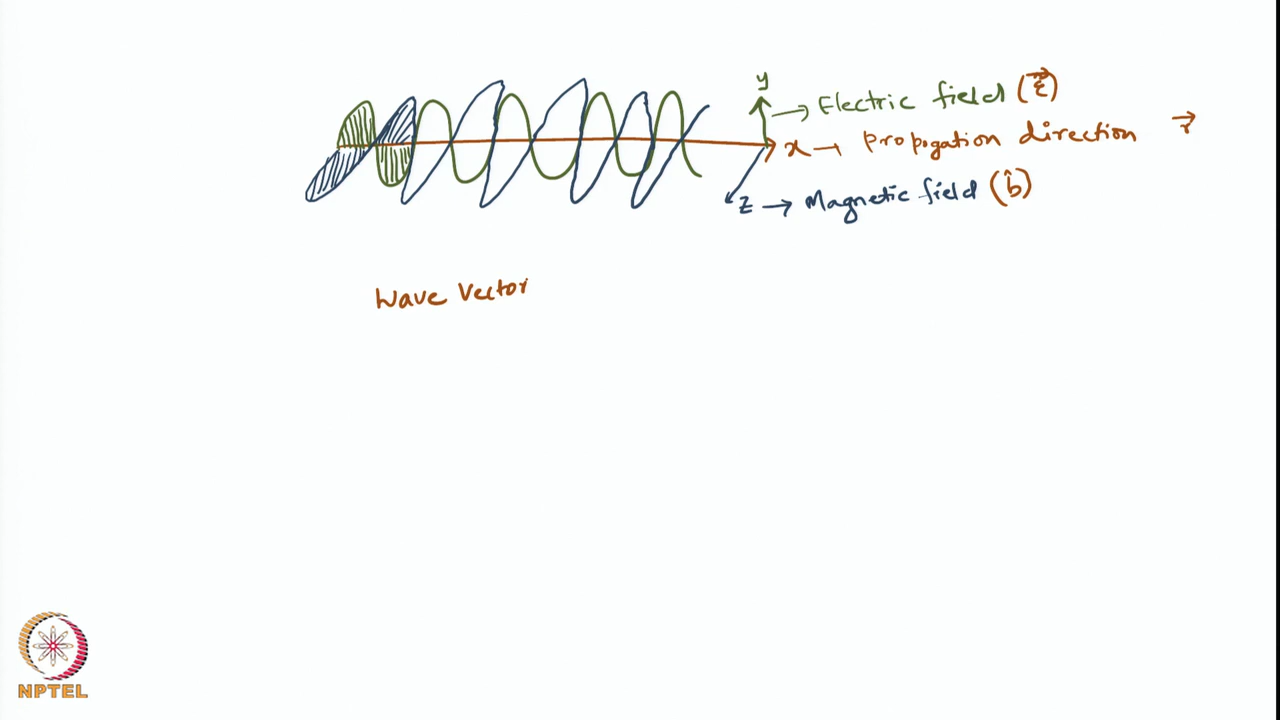 y
→ Electric field (ε⃗)
x → Propogation direction r⃗
z → Magnetic field (b⃗)
Wave Vector
NPTEL